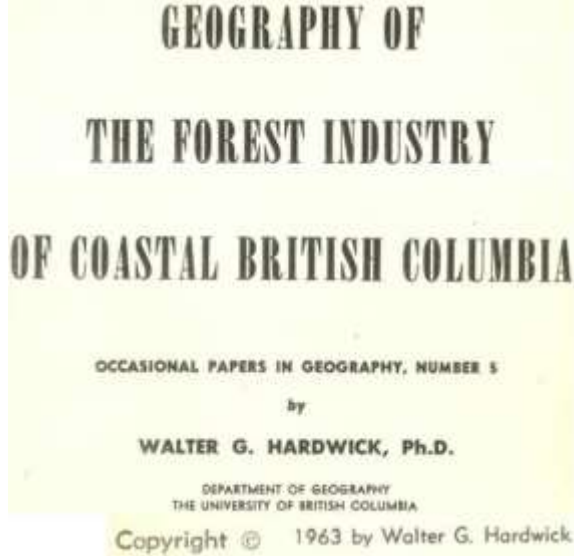 GEOGRAPHY OF
THE FOREST INDUSTRY
OF COASTAL BRITISH COLUMBIA
OCCASIONAL PAPERS IN GEOGRAPHY, NUMBER 5
by
WALTER G. HARDWICK, Ph.D.
DEPARTMENT OF GEOGRAPHY
THE UNIVERSITY OF BRITISH COLUMBIA
Copyright © 1963 by Walter G. Hardwick